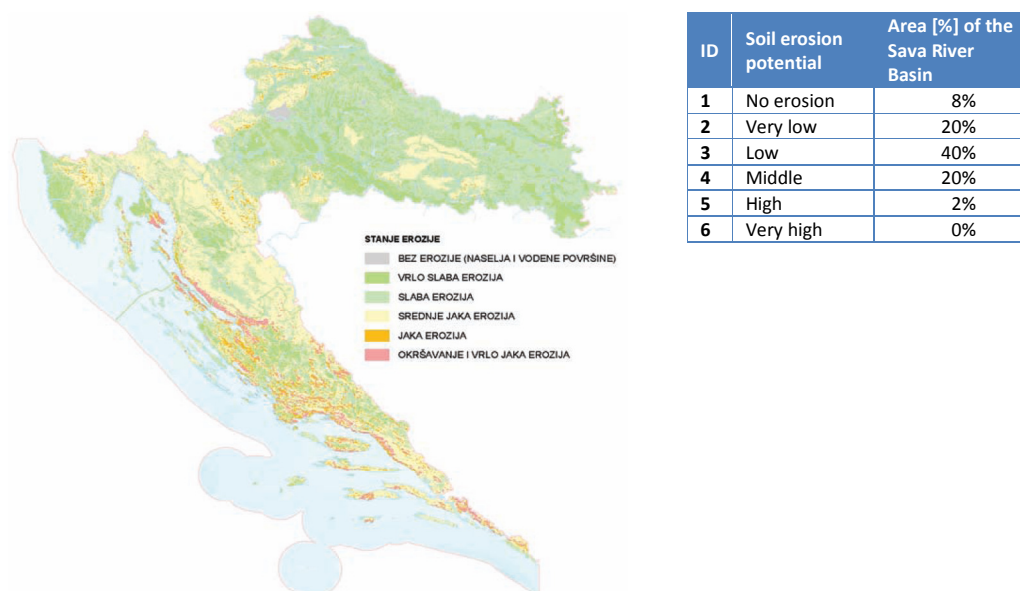 STANJE EROZIJE
BEZ EROZIJE (NASELJA I VODENE POVRŠINE)
VRLO SLABA EROZIJA
SLABA EROZIJA
SREDNJE JAKA EROZIJA
JAKA EROZIJA
OKRŠAVANJE I VRLO JAKA EROZIJA
ID Soil erosion potential Area [%] of the Sava River Basin
1 No erosion 8%
2 Very low 20%
3 Low 40%
4 Middle 20%
5 High 2%
6 Very high 0%